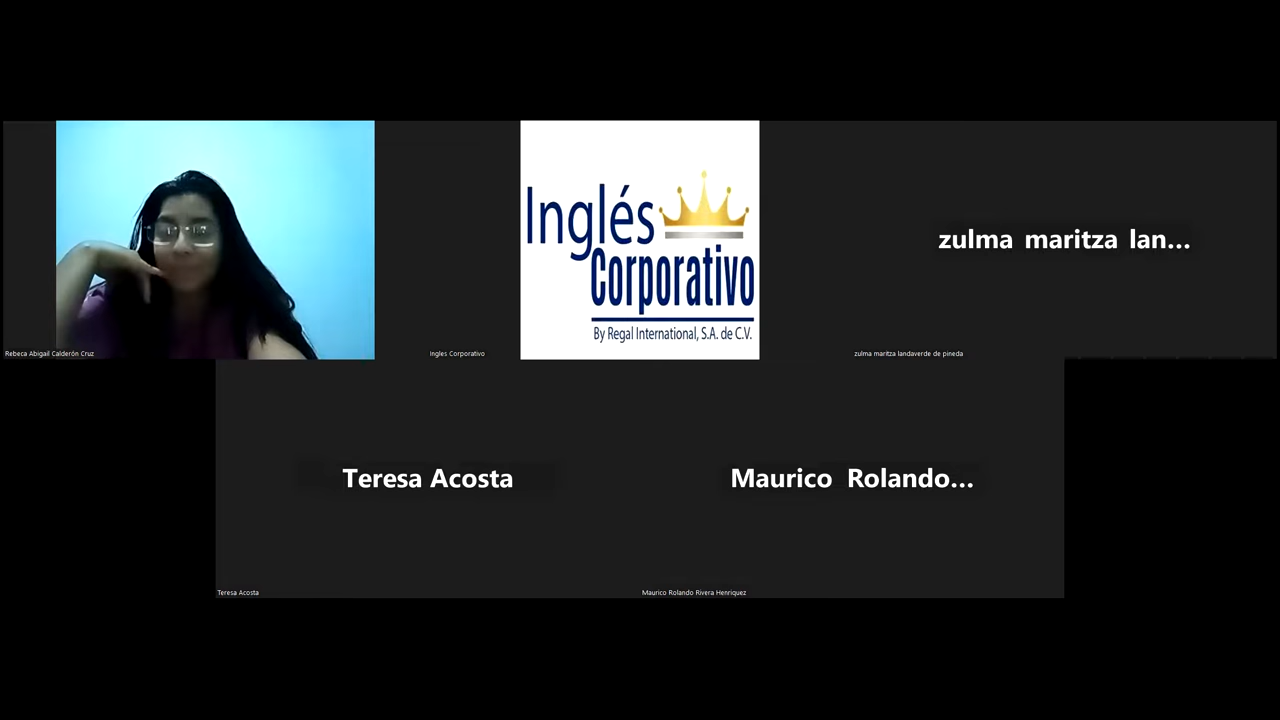 Inglés
Corporativo
By Regal International, S.A. de C.V.
zulma maritza lan...
Rebeca Abigail Calderón Cruz
Ingles Corporativo
zulma maritza landaverde de pineda
Teresa Acosta
Maurico Rolando...
Teresa Acosta
Maurico Rolando Rivera Henriquez